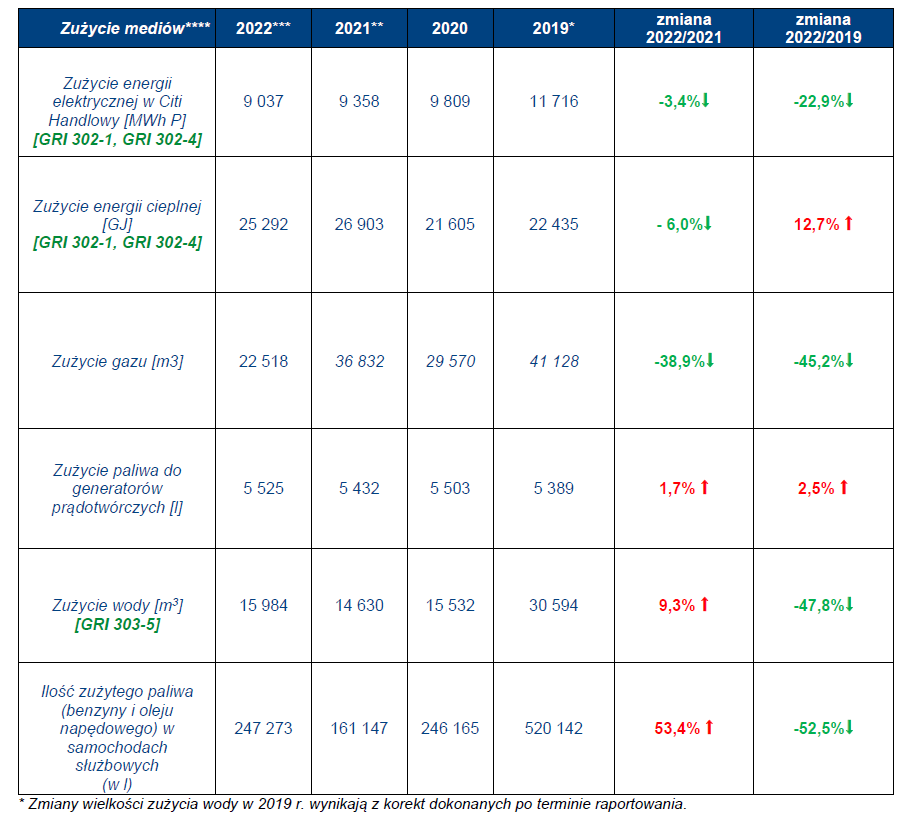 Zużycie mediów**** 2022*** 2021** 2020 2019* zmiana 2022/2021 zmiana 2022/2019
Zużycie energii
elektrycznej w Citi
Handlowy [MWh P]
[GRI 302-1, GRI 302-4]
9 037 9 358 9 809 11 716 -3,4%⬇ -22,9%⬇
Zużycie energii cieplnej
[GJ]
[GRI 302-1, GRI 302-4]
25 292 26 903 21 605 22 435 - 6,0%⬇ 12,7% ⬆
Zużycie gazu [m3] 22 518 36 832 29 570 41 128 -38,9%⬇ -45,2%⬇
Zużycie paliwa do
generatorów
prądotwórczych [l]
5 525 5 432 5 503 5 389 1,7% ⬆ 2,5% ⬆
Zużycie wody [m³]
[GRI 303-5]
15 984 14 630 15 532 30 594 9,3% ⬆ -47,8%⬇
Ilość zużytego paliwa
(benzyny i oleju
napędowego) w
samochodach
służbowych
(w l)
247 273 161 147 246 165 520 142 53,4% ⬆ -52,5%⬇
* Zmiany wielkości zużycia wody w 2019 r. wynikają z korekt dokonanych po terminie raportowania.